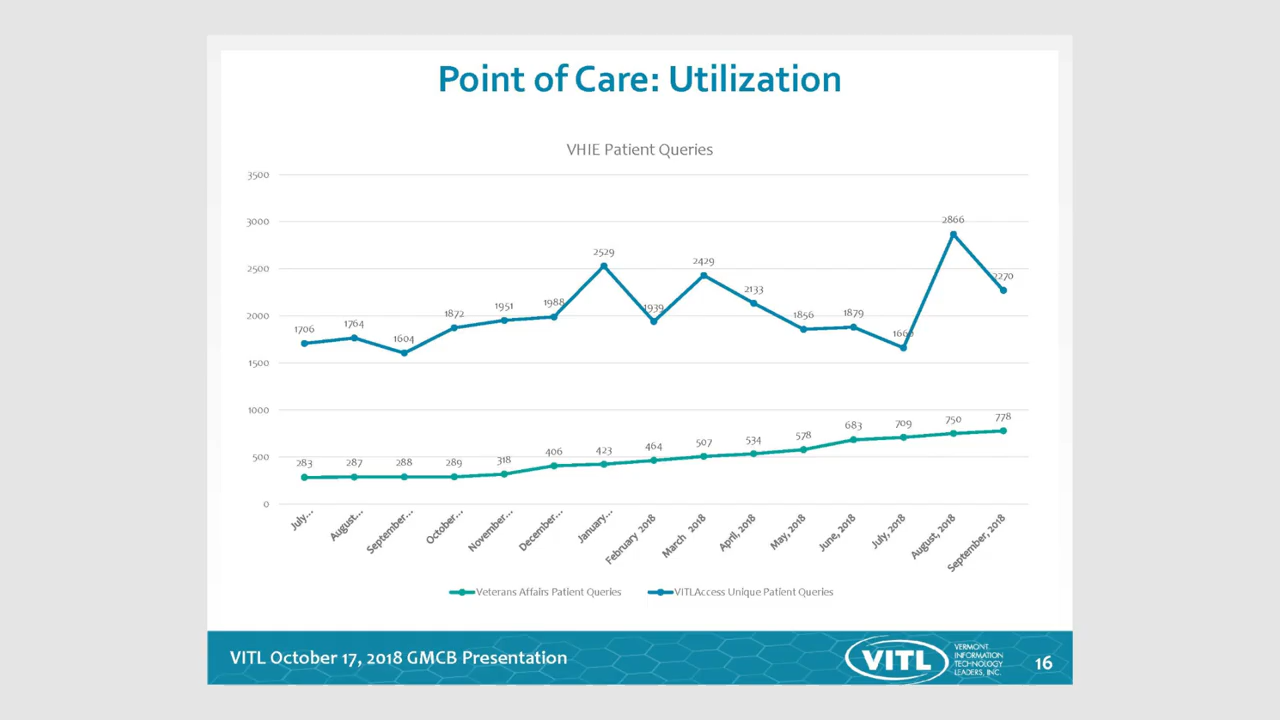 Point of Care: Utilization
VHIE Patient Queries
3500
3000
2500
2000
1500
1000
500
0
1706
1764
1604
1872
1951
1988
2529
1939
2429
2133
1856
1879
2866
2270
283
287
288
289
318
406
423
464
507
534
578
683
709
750
778
July...
August...
September...
October...
November...
December...
January...
February 2018
March 2018
April, 2018
May, 2018
June, 2018
July, 2018
August, 2018
September, 2018
Veterans Affairs Patient Queries
VITLAccess Unique Patient Queries
VITL October 17, 2018 GMCB Presentation
VITL
VERMONT
INFORMATION
TECHNOLOGY
LEADERS, INC.
16